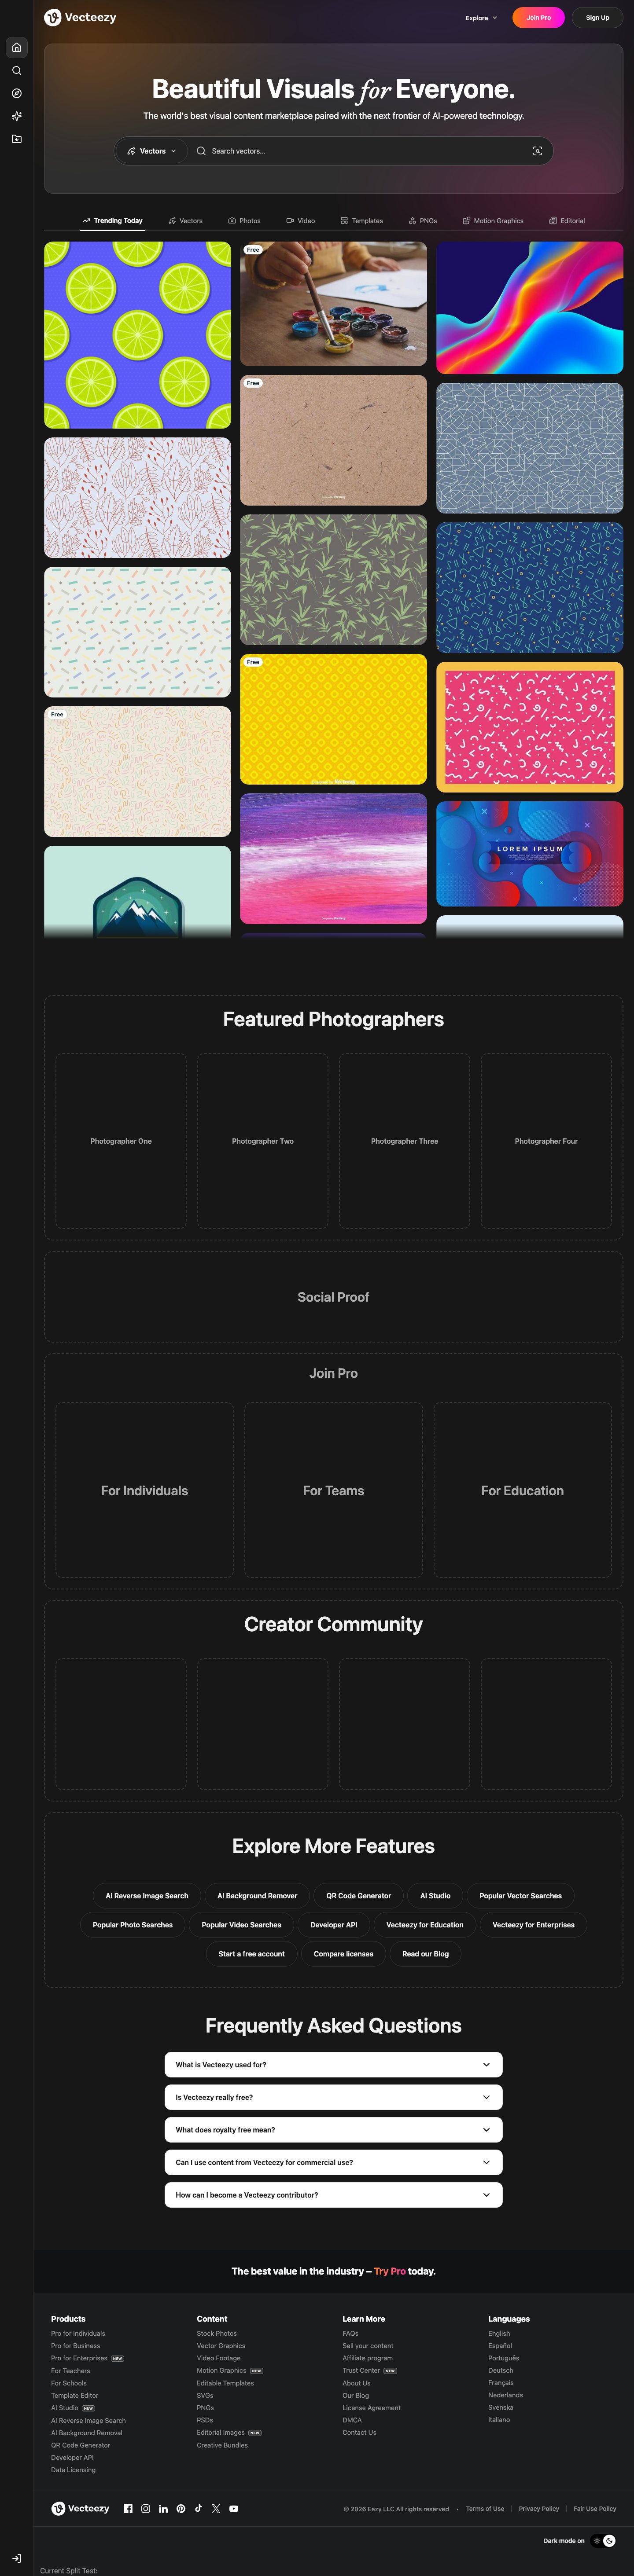 Vecteezy
Explore
Join Pro
Sign Up
Beautiful Visuals for Everyone.
The world's best visual content marketplace paired with the next frontier of AI-powered technology.
Vectors
Search vectors...
Trending Today
Vectors
Photos
Video
Templates
PNGs
Motion Graphics
Editorial
Free
Free
Free
Free
LOREM IPSUM
Featured Photographers
Photographer One
Photographer Two
Photographer Three
Photographer Four
Social Proof
Join Pro
For Individuals
For Teams
For Education
Creator Community
Explore More Features
AI Reverse Image Search
AI Background Remover
QR Code Generator
AI Studio
Popular Vector Searches
Popular Photo Searches
Popular Video Searches
Developer API
Vecteezy for Education
Vecteezy for Enterprises
Start a free account
Compare licenses
Read our Blog
Frequently Asked Questions
What is Vecteezy used for?
Is Vecteezy really free?
What does royalty free mean?
Can I use content from Vecteezy for commercial use?
How can I become a Vecteezy contributor?
The best value in the industry – Try Pro today.
Products
Pro for Individuals
Pro for Business
Pro for Enterprises NEW
For Teachers
For Schools
Template Editor
AI Studio NEW
AI Reverse Image Search
AI Background Removal
QR Code Generator
Developer API
Data Licensing
Content
Stock Photos
Vector Graphics
Video Footage
Motion Graphics NEW
Editable Templates
SVGs
PNGs
PSDs
Editorial Images NEW
Creative Bundles
Learn More
FAQs
Sell your content
Affiliate program
Trust Center NEW
About Us
Our Blog
License Agreement
DMCA
Contact Us
Languages
English
Español
Português
Deutsch
Français
Nederlands
Svenska
Italiano
Vecteezy
© 2026 Eezy LLC All rights reserved
•
Terms of Use
Privacy Policy
Fair Use Policy
Dark mode on
Current Split Test: